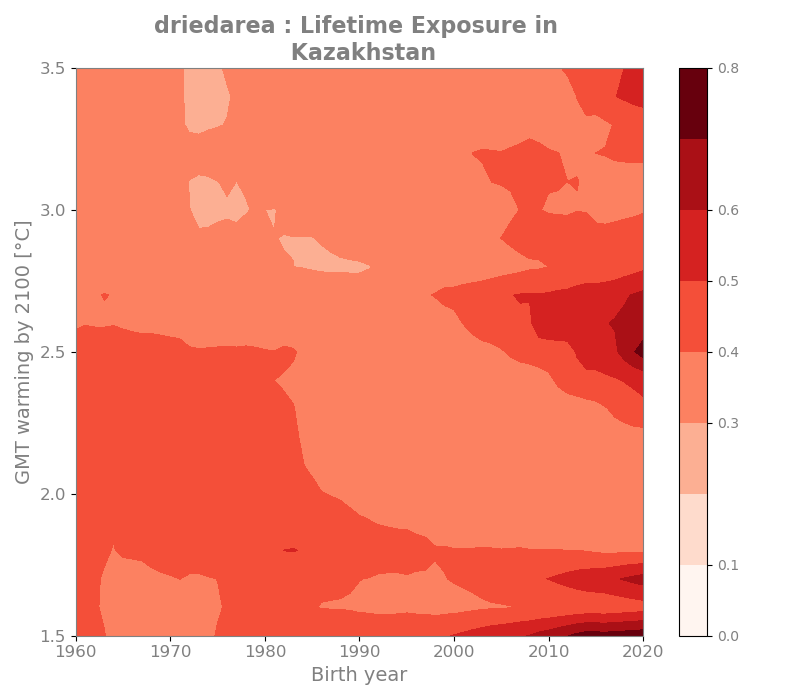 driedarea : Lifetime Exposure in
Kazakhstan
GMT warming by 2100 [°C]
3.5
3.0
2.5
2.0
1.5
1960 1970 1980 1990 2000 2010 2020
Birth year
0.8
0.6
0.5
0.4
0.3
0.1
0.0